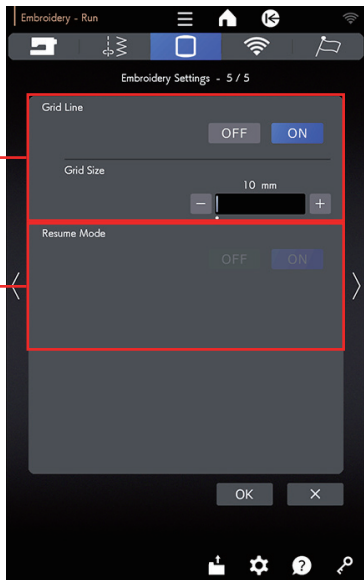 Embroidery - Run
Embroidery Settings - 5 / 5
Grid Line
OFF ON
Grid Size
10 mm
- +
Resume Mode
OFF ON
OK ×
?